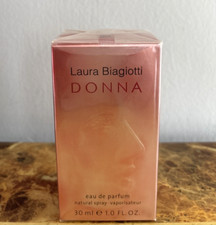 Laura Biagiotti
DONNA
eau de parfum
natural spray - vaporisateur
30 ml e 1.0 FL. OZ.